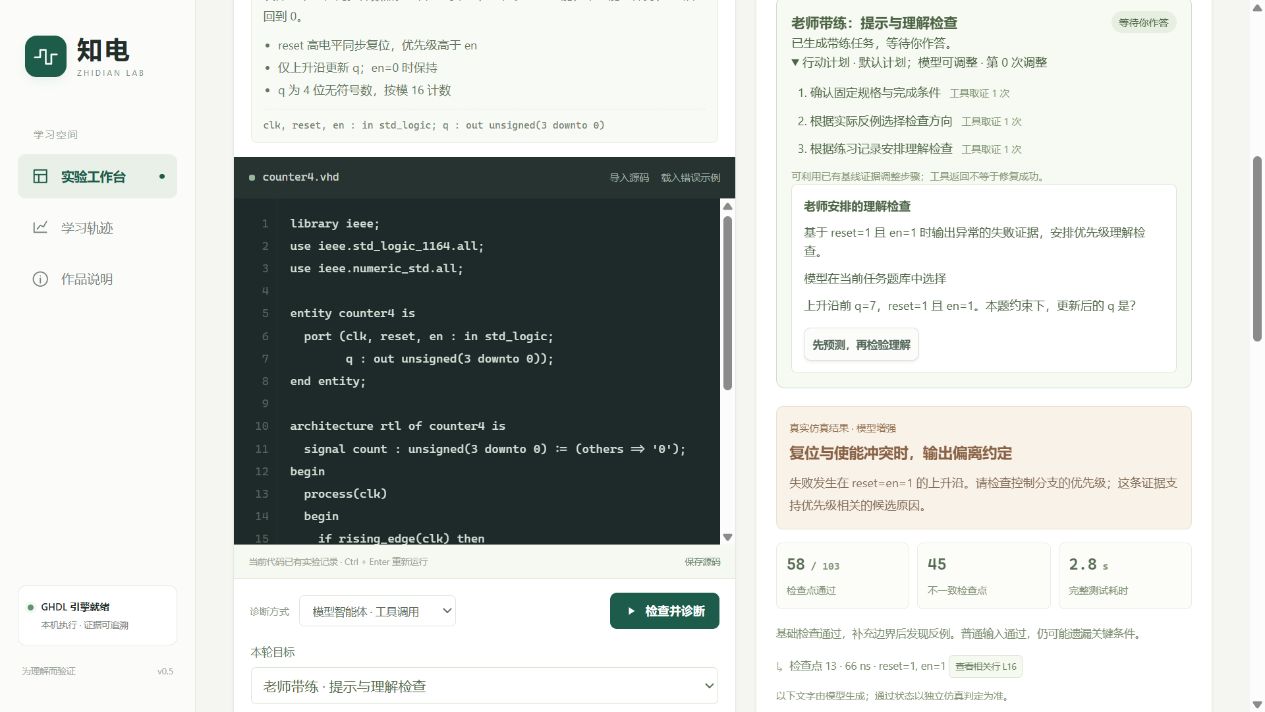 知电
ZHIDIAN LAB
学习空间
实验工作台
学习轨迹
作品说明
GHDL 引擎就绪
本机执行 · 证据可追溯
为理解而验证
v0.5
回到 0。
reset 高电平同步复位，优先级高于 en
仅上升沿更新 q；en=0 时保持
q 为 4 位无符号数，按模 16 计数
clk, reset, en : in std_logic; q : out unsigned(3 downto 0)
counter4.vhd
导入源码
载入错误示例
1 library ieee;
2 use ieee.std_logic_1164.all;
3 use ieee.numeric_std.all;
4
5 entity counter4 is
6 port (clk, reset, en : in std_logic;
7 q : out unsigned(3 downto 0));
8 end entity;
9
10 architecture rtl of counter4 is
11 signal count : unsigned(3 downto 0) := (others => '0');
12 begin
13 process(clk)
14 begin
15 if rising_edge(clk) then
当前代码已有实验记录 · Ctrl + Enter 重新运行
保存源码
诊断方式
模型智能体 · 工具调用
检查并诊断
本轮目标
老师带练 · 提示与理解检查
老师带练：提示与理解检查
等待你作答
已生成带练任务，等待你作答。
▼ 行动计划 · 默认计划；模型可调整 · 第 0 次调整
1. 确认固定规格与完成条件 工具取证 1 次
2. 根据实际反例选择检查方向 工具取证 1 次
3. 根据练习记录安排理解检查 工具取证 1 次
可利用已有基线证据调整步骤；工具返回不等于修复成功。
老师安排的理解检查
基于 reset=1 且 en=1 时输出异常的失败证据，安排优先级理解检
查。
模型在当前任务题库中选择
上升沿前 q=7，reset=1 且 en=1。本题约束下，更新后的 q 是？
先预测，再检验理解
真实仿真结果 · 模型增强
复位与使能冲突时，输出偏离约定
失败发生在 reset=en=1 的上升沿。请检查控制分支的优先级；这条证据支
持优先级相关的候选原因。
58 / 103
检查点通过
45
不一致检查点
2.8 s
完整测试耗时
基础检查通过，补充边界后发现反例。普通输入通过，仍可能遗漏关键条件。
↳ 检查点 13 · 66 ns · reset=1, en=1 查看相关行 L16
以下文字由模型生成；通过状态以独立仿真判定为准。